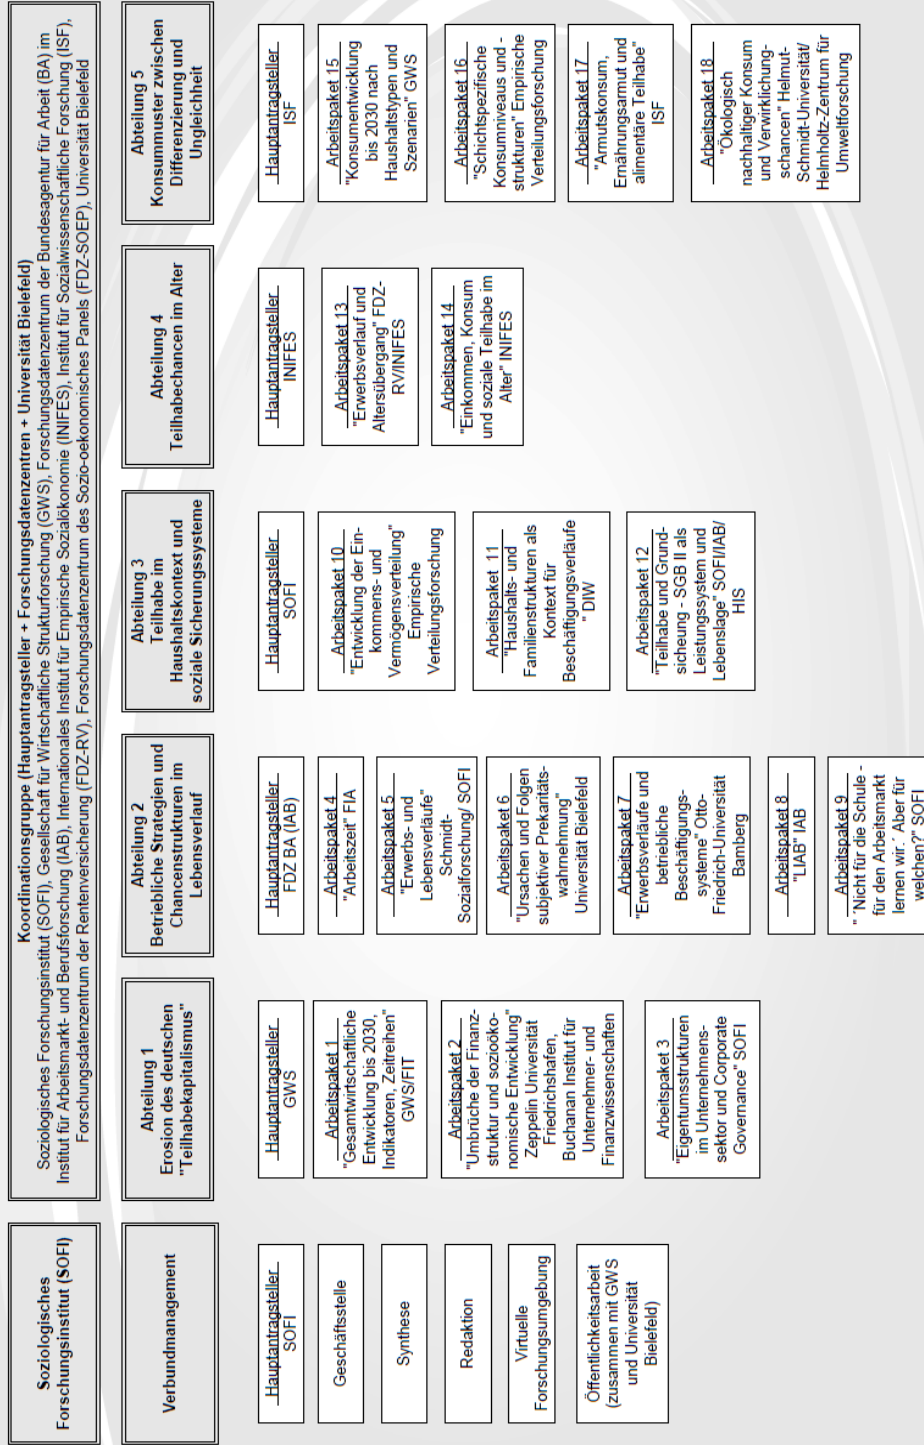 Soziologisches
Forschungsinstitut (SOFI)
Koordinationsgruppe (Hauptantragsteller + Forschungsdatenzentren + Universität Bielefeld)
Soziologisches Forschungsinstitut (SOFI), Gesellschaft für Wirtschaftliche Strukturforschung (GWS), Forschungsdatenzentrum der Bundesagentur für Arbeit (BA) im
Institut für Arbeitsmarkt- und Berufsforschung (IAB), Internationales Institut für Empirische Sozialökonomie (INIFES), Institut für Sozialwissenschaftliche Forschung (ISF),
Forschungsdatenzentrum der Rentenversicherung (FDZ-RV), Forschungsdatenzentrum des Sozio-oekonomisches Panels (FDZ-SOEP), Universität Bielefeld
Verbundmanagement
Hauptantragsteller
SOFI
Geschäftsstelle
Synthese
Redaktion
Virtuelle
Forschungsumgebung
Öffentlichkeitsarbeit
(zusammen mit GWS
und Universität
Bielefeld)
Abteilung 1
Erosion des deutschen
"Teilhabekapitalismus"
Hauptantragsteller
GWS
Arbeitspaket 1
"Gesamtwirtschaftliche
Entwicklung bis 2030,
Indikatoren, Zeitreihen"
GWS/FIT
Arbeitspaket 2
"Umbrüche der Finanz-
struktur und sozioöko-
nomische Entwicklung"
Zeppelin Universität
Friedrichshafen,
Buchanan Institut für
Unternehmer- und
Finanzwissenschaften
Arbeitspaket 3
"Eigentumsstrukturen
im Unternehmens-
sektor und Corporate
Governance" SOFI
Abteilung 2
Betriebliche Strategien und
Chancenstrukturen im
Lebensverlauf
Hauptantragsteller
FDZ BA (IAB)
Arbeitspaket 4
"Arbeitszeit" FIA
Arbeitspaket 5
"Erwerbs- und
Lebensverläufe"
Schmidt-
Sozialforschung/ SOFI
Arbeitspaket 6
"Ursachen und Folgen
subjektiver Prekaritäts-
wahrnehmung"
Universität Bielefeld
Arbeitspaket 7
"Erwerbsverläufe und
betriebliche
Beschäftigungs-
systeme" Otto-
Friedrich-Universität
Bamberg
Arbeitspaket 8
"LIAB" IAB
Arbeitspaket 9
" ´Nicht für die Schule -
für den Arbeitsmarkt
lernen wir.´ Aber für
welchen?" SOFI
Abteilung 3
Teilhabe im
Haushaltskontext und
soziale Sicherungssysteme
Hauptantragsteller
SOFI
Arbeitspaket 10
"Entwicklung der Ein-
kommens- und
Vermögensverteilung"
Empirische
Verteilungsforschung
Arbeitspaket 11
"Haushalts- und
Familienstrukturen als
Kontext für
Beschäftigungsverläufe
" DIW
Arbeitspaket 12
"Teilhabe und Grund-
sicheung - SGB II als
Leistungssystem und
Lebenslage" SOFI/IAB/
HIS
Abteilung 4
Teilhabechancen im Alter
Hauptantragsteller
INIFES
Arbeitspaket 13
"Erwerbsverlauf und
Altersübergang" FDZ-
RV/INIFES
Arbeitspaket 14
"Einkommen, Konsum
und soziale Teilhabe im
Alter" INIFES
Abteilung 5
Konsummuster zwischen
Differenzierung und
Ungleichheit
Hauptantragsteller
ISF
Arbeitspaket 15
"Konsumentwicklung
bis 2030 nach
Haushaltstypen und
Szenarien" GWS
Arbeitspaket 16
"Schichtspezifische
Konsumniveaus und -
strukturen" Empirische
Verteilungsforschung
Arbeitspaket 17
"Armutskonsum,
Ernährungsarmut und
alimentäre Teilhabe"
ISF
Arbeitspaket 18
"Ökologisch
nachhaltiger Konsum
und Verwirklichung-
schancen" Helmut-
Schmidt-Universität/
Helmholtz-Zentrum für
Umweltforschung